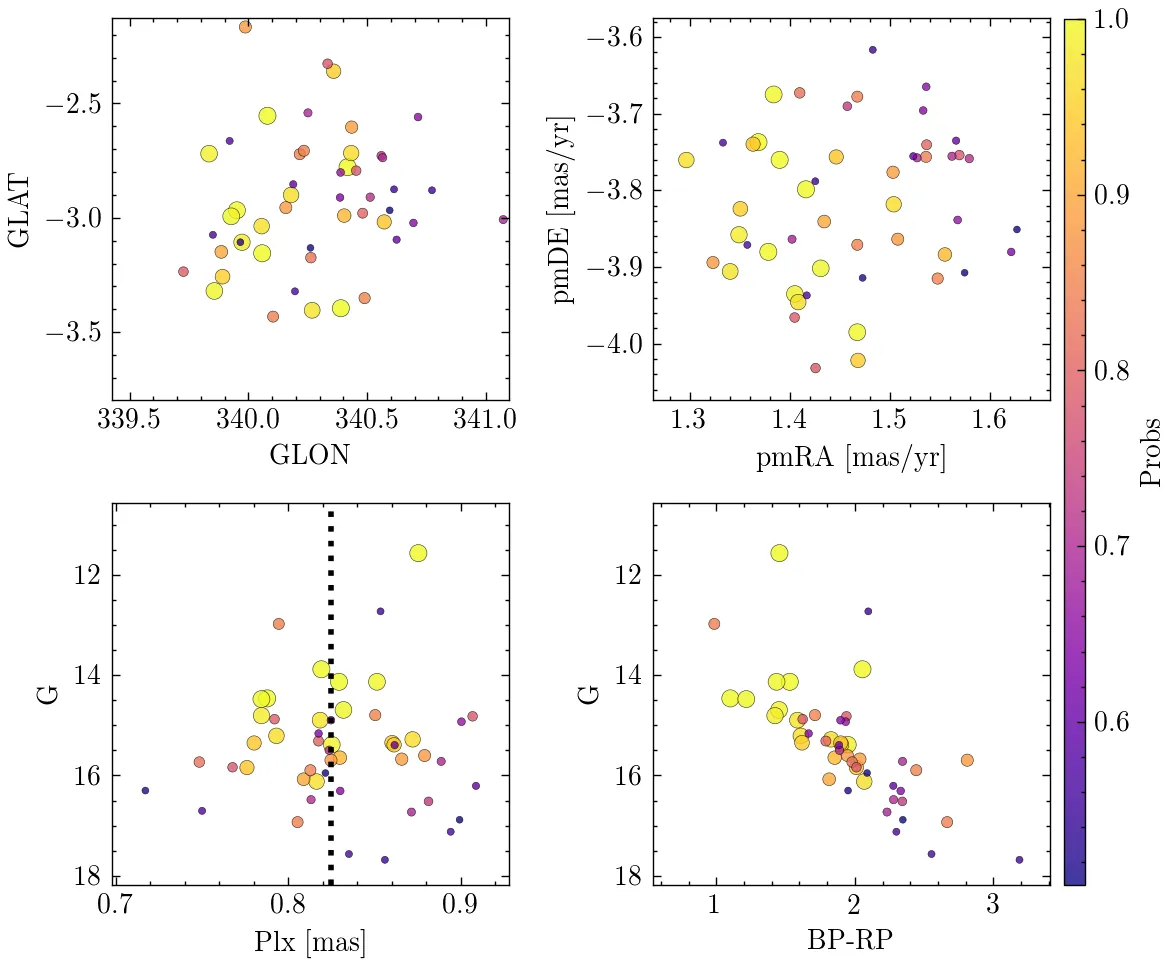 −2.5
−3.0
−3.5
GLAT
339.5 340.0 340.5 341.0
GLON
−3.6
−3.7
−3.8
−3.9
−4.0
pmDE [mas/yr]
1.3 1.4 1.5 1.6
pmRA [mas/yr]
1.0
0.9
0.8
0.7
0.6
Probs
12
14
16
18
G
0.7 0.8 0.9
Plx [mas]
12
14
16
18
G
1 2 3
BP-RP